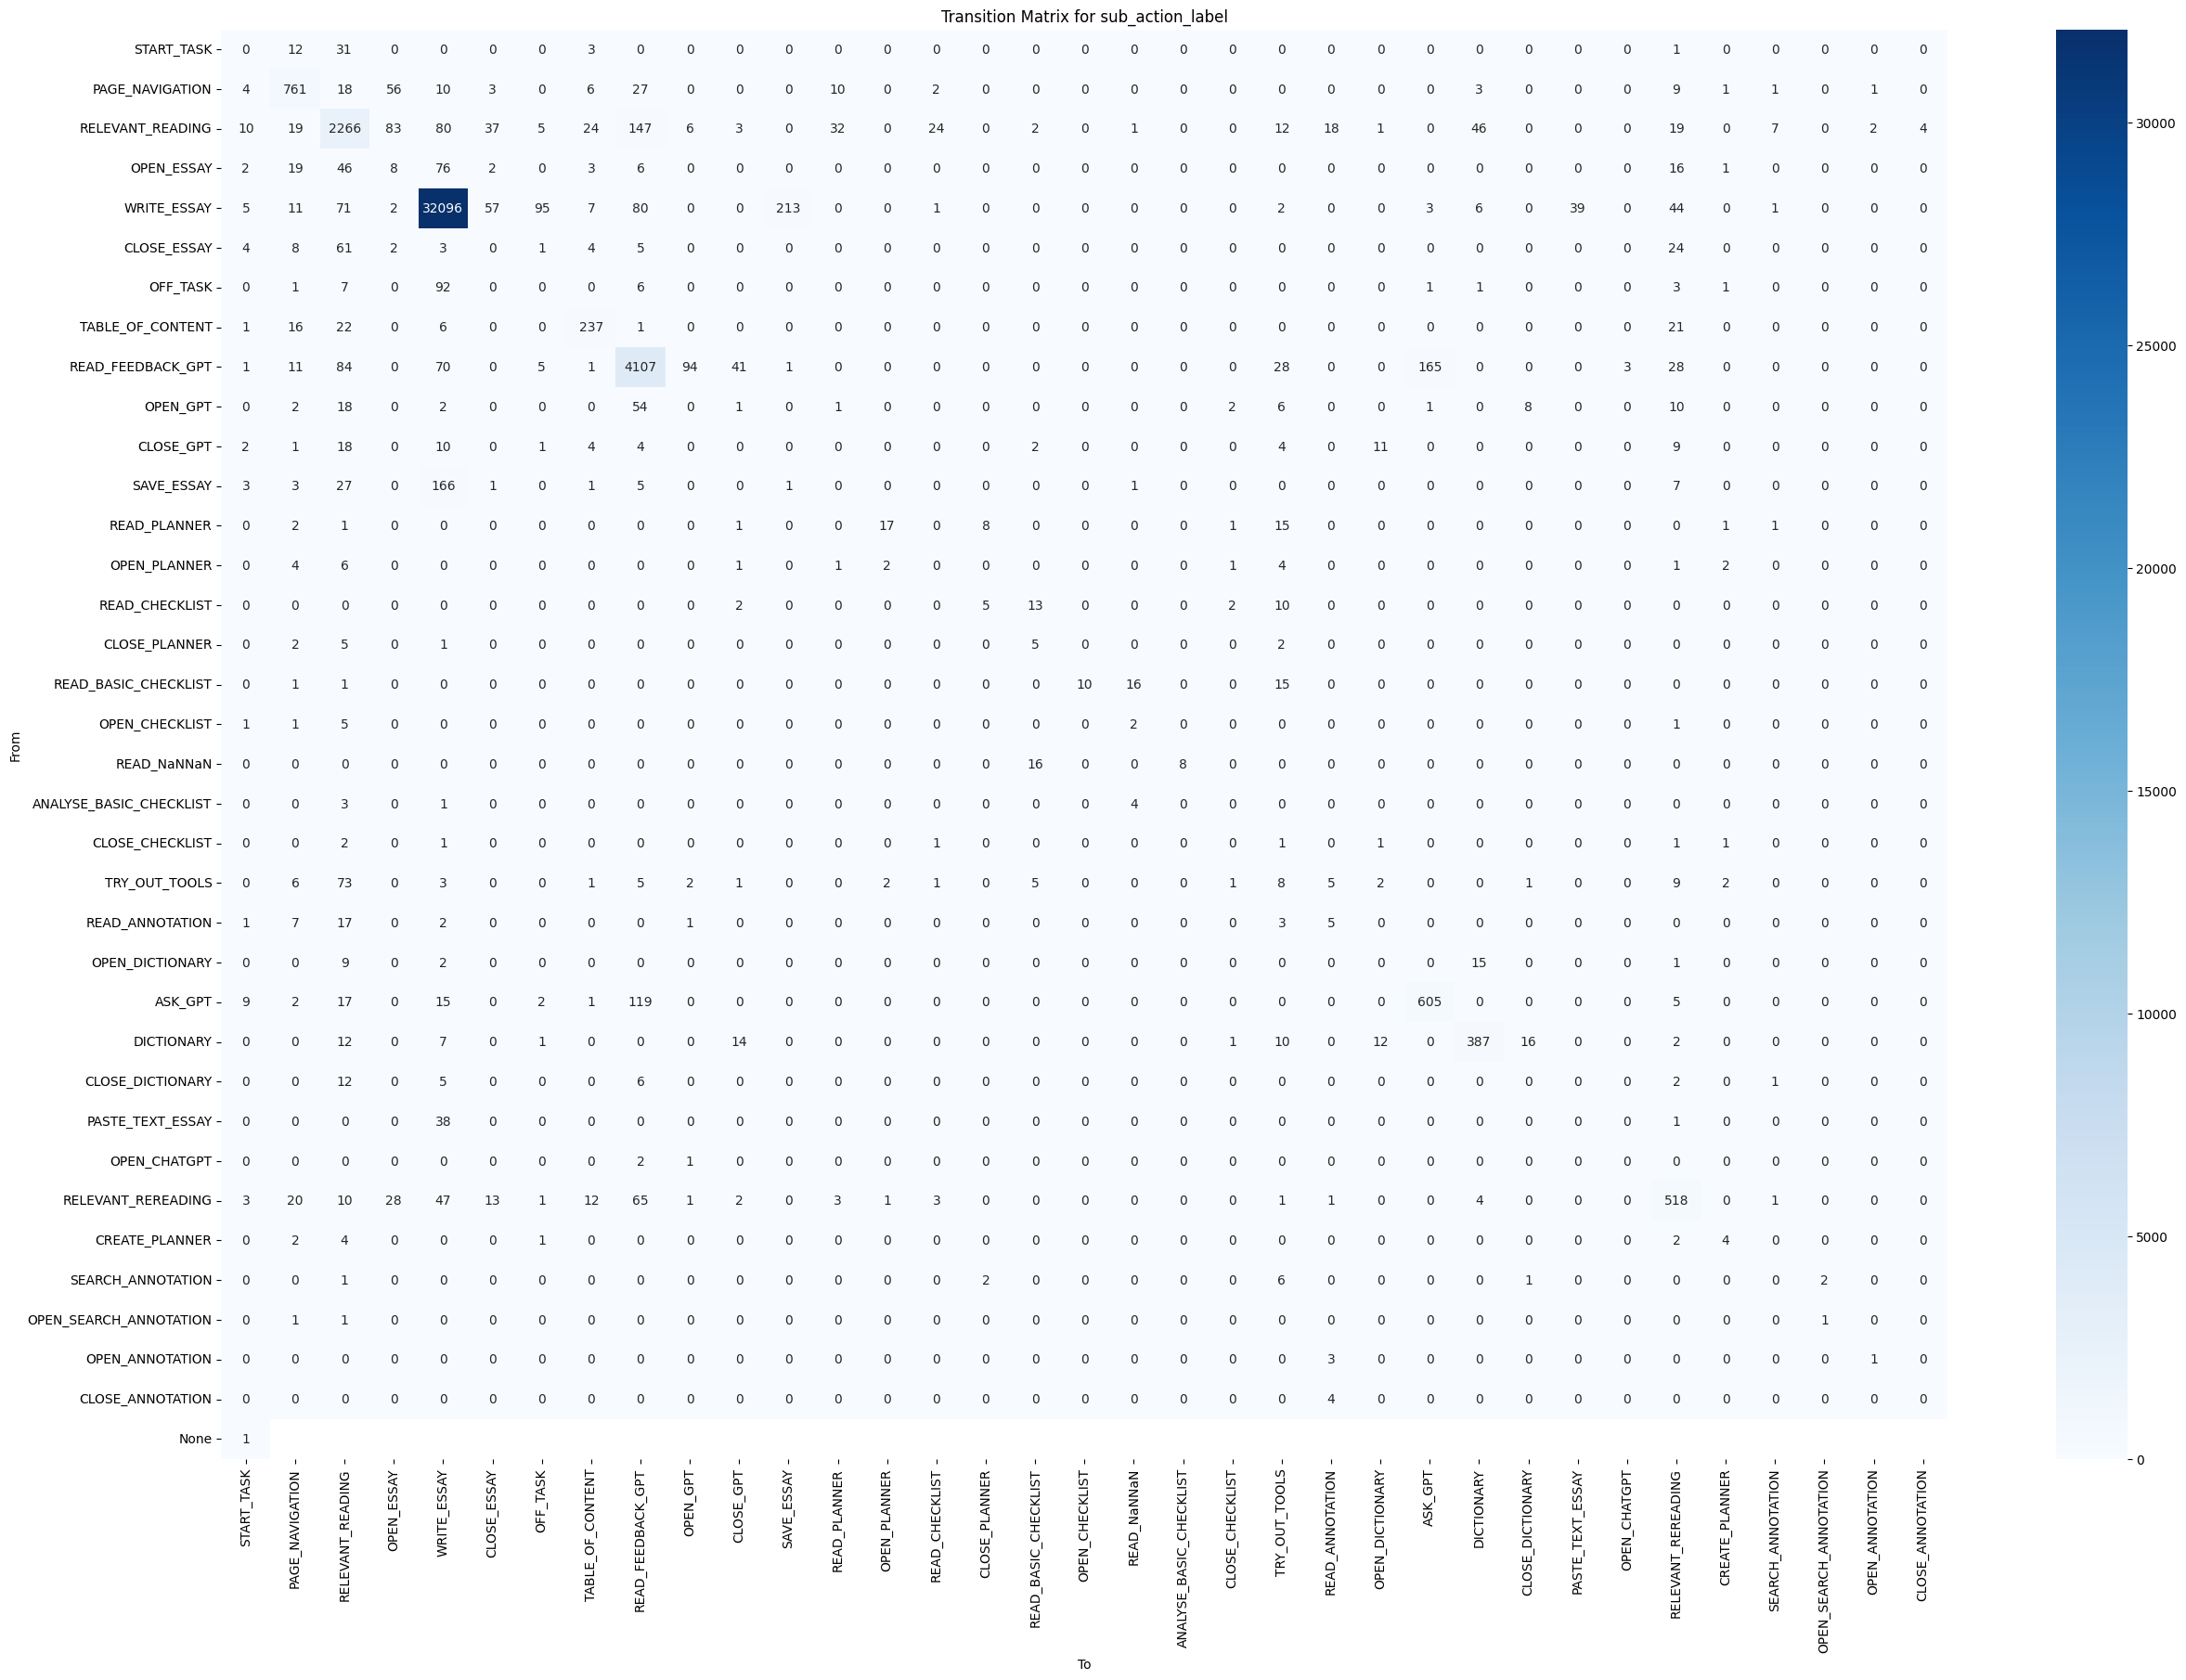 Transition Matrix for sub_action_label
START_TASK 0 12 31 0 0 0 0 3 0 0 0 0 0 0 0 0 0 0 0 0 0 0 0 0 0 0 0 0 0 1 0 0 0 0 0
PAGE_NAVIGATION 4 761 18 56 10 3 0 6 27 0 0 0 10 0 2 0 0 0 0 0 0 0 0 0 0 3 0 0 0 9 1 1 0 1 0
RELEVANT_READING 10 19 2266 83 80 37 5 24 147 6 3 0 32 0 24 0 2 0 1 0 0 12 18 1 0 46 0 0 0 19 0 7 0 2 4
30000
OPEN_ESSAY 2 19 46 8 76 2 0 3 6 0 0 0 0 0 0 0 0 0 0 0 0 0 0 0 0 0 0 0 0 16 1 0 0 0 0
WRITE_ESSAY 5 11 71 2 32096 57 95 7 80 0 0 213 0 0 1 0 0 0 0 0 0 2 0 0 3 6 0 39 0 44 0 1 0 0 0
CLOSE_ESSAY 4 8 61 2 3 0 1 4 5 0 0 0 0 0 0 0 0 0 0 0 0 0 0 0 0 0 0 0 0 24 0 0 0 0 0
OFF_TASK 0 1 7 0 92 0 0 0 6 0 0 0 0 0 0 0 0 0 0 0 0 0 0 0 1 1 0 0 0 3 1 0 0 0 0
TABLE_OF_CONTENT 1 16 22 0 6 0 0 237 1 0 0 0 0 0 0 0 0 0 0 0 0 0 0 0 0 0 0 0 0 21 0 0 0 0 0
25000
READ_FEEDBACK_GPT 1 11 84 0 70 0 5 1 4107 94 41 1 0 0 0 0 0 0 0 0 0 28 0 0 165 0 0 0 3 28 0 0 0 0 0
OPEN_GPT 0 2 18 0 2 0 0 0 54 0 1 0 1 0 0 0 0 0 0 0 2 6 0 0 1 0 8 0 0 10 0 0 0 0 0
CLOSE_GPT 2 1 18 0 10 0 1 4 4 0 0 0 0 0 0 0 2 0 0 0 0 4 0 11 0 0 0 0 0 9 0 0 0 0 0
SAVE_ESSAY 3 3 27 0 166 1 0 1 5 0 0 1 0 0 0 0 0 0 1 0 0 0 0 0 0 0 0 0 0 7 0 0 0 0 0
READ_PLANNER 0 2 1 0 0 0 0 0 0 0 1 0 0 17 0 8 0 0 0 0 1 15 0 0 0 0 0 0 0 0 1 1 0 0 0
OPEN_PLANNER 0 4 6 0 0 0 0 0 0 0 1 0 1 2 0 0 0 0 0 0 1 4 0 0 0 0 0 0 0 1 2 0 0 0 0
20000
READ_CHECKLIST 0 0 0 0 0 0 0 0 0 0 2 0 0 0 0 5 13 0 0 0 2 10 0 0 0 0 0 0 0 0 0 0 0 0 0
CLOSE_PLANNER 0 2 5 0 1 0 0 0 0 0 0 0 0 0 0 0 5 0 0 0 0 2 0 0 0 0 0 0 0 0 0 0 0 0 0
READ_BASIC_CHECKLIST 0 1 1 0 0 0 0 0 0 0 0 0 0 0 0 0 0 10 16 0 0 15 0 0 0 0 0 0 0 0 0 0 0 0 0
OPEN_CHECKLIST 1 1 5 0 0 0 0 0 0 0 0 0 0 0 0 0 0 0 2 0 0 0 0 0 0 0 0 0 0 1 0 0 0 0 0
From
READ_NaNNaN 0 0 0 0 0 0 0 0 0 0 0 0 0 0 0 0 16 0 0 8 0 0 0 0 0 0 0 0 0 0 0 0 0 0 0
15000
ANALYSE_BASIC_CHECKLIST 0 0 3 0 1 0 0 0 0 0 0 0 0 0 0 0 0 0 4 0 0 0 0 0 0 0 0 0 0 0 0 0 0 0 0
CLOSE_CHECKLIST 0 0 2 0 1 0 0 0 0 0 0 0 0 0 1 0 0 0 0 0 0 1 0 1 0 0 0 0 0 1 1 0 0 0 0
TRY_OUT_TOOLS 0 6 73 0 3 0 0 1 5 2 1 0 0 2 1 0 5 0 0 0 1 8 5 2 0 0 1 0 0 9 2 0 0 0 0
READ_ANNOTATION 1 7 17 0 2 0 0 0 0 1 0 0 0 0 0 0 0 0 0 0 0 3 5 0 0 0 0 0 0 0 0 0 0 0 0
OPEN_DICTIONARY 0 0 9 0 2 0 0 0 0 0 0 0 0 0 0 0 0 0 0 0 0 0 0 0 0 15 0 0 0 1 0 0 0 0 0
ASK_GPT 9 2 17 0 15 0 2 1 119 0 0 0 0 0 0 0 0 0 0 0 0 0 0 0 605 0 0 0 0 5 0 0 0 0 0
10000
DICTIONARY 0 0 12 0 7 0 1 0 0 0 14 0 0 0 0 0 0 0 0 0 1 10 0 12 0 387 16 0 0 2 0 0 0 0 0
CLOSE_DICTIONARY 0 0 12 0 5 0 0 0 6 0 0 0 0 0 0 0 0 0 0 0 0 0 0 0 0 0 0 0 0 2 0 1 0 0 0
PASTE_TEXT_ESSAY 0 0 0 0 38 0 0 0 0 0 0 0 0 0 0 0 0 0 0 0 0 0 0 0 0 0 0 0 0 1 0 0 0 0 0
OPEN_CHATGPT 0 0 0 0 0 0 0 0 2 1 0 0 0 0 0 0 0 0 0 0 0 0 0 0 0 0 0 0 0 0 0 0 0 0 0
RELEVANT_REREADING 3 20 10 28 47 13 1 12 65 1 2 0 3 1 3 0 0 0 0 0 0 1 1 0 0 4 0 0 0 518 0 1 0 0 0
5000
CREATE_PLANNER 0 2 4 0 0 0 1 0 0 0 0 0 0 0 0 0 0 0 0 0 0 0 0 0 0 0 0 0 0 2 4 0 0 0 0
SEARCH_ANNOTATION 0 0 1 0 0 0 0 0 0 0 0 0 0 0 0 2 0 0 0 0 0 6 0 0 0 0 1 0 0 0 0 0 2 0 0
OPEN_SEARCH_ANNOTATION 0 1 1 0 0 0 0 0 0 0 0 0 0 0 0 0 0 0 0 0 0 0 0 0 0 0 0 0 0 0 0 0 1 0 0
OPEN_ANNOTATION 0 0 0 0 0 0 0 0 0 0 0 0 0 0 0 0 0 0 0 0 0 0 3 0 0 0 0 0 0 0 0 0 0 1 0
CLOSE_ANNOTATION 0 0 0 0 0 0 0 0 0 0 0 0 0 0 0 0 0 0 0 0 0 0 4 0 0 0 0 0 0 0 0 0 0 0 0
None 1
0
START_TASK
PAGE_NAVIGATION
RELEVANT_READING
OPEN_ESSAY
WRITE_ESSAY
CLOSE_ESSAY
OFF_TASK
TABLE_OF_CONTENT
READ_FEEDBACK_GPT
OPEN_GPT
CLOSE_GPT
SAVE_ESSAY
READ_PLANNER
OPEN_PLANNER
READ_CHECKLIST
CLOSE_PLANNER
READ_BASIC_CHECKLIST
OPEN_CHECKLIST
READ_NaNNaN
ANALYSE_BASIC_CHECKLIST
CLOSE_CHECKLIST
TRY_OUT_TOOLS
READ_ANNOTATION
OPEN_DICTIONARY
ASK_GPT
DICTIONARY
CLOSE_DICTIONARY
PASTE_TEXT_ESSAY
OPEN_CHATGPT
RELEVANT_REREADING
CREATE_PLANNER
SEARCH_ANNOTATION
OPEN_SEARCH_ANNOTATION
OPEN_ANNOTATION
CLOSE_ANNOTATION
To